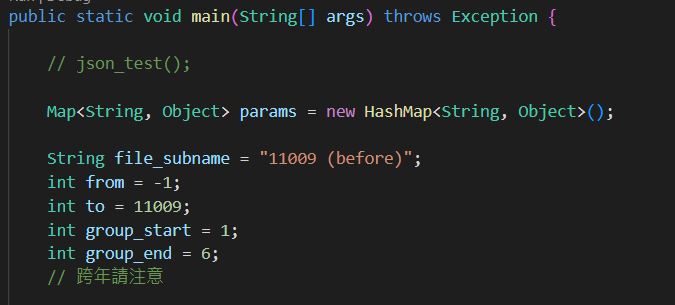 public static void main(String[] args) throws Exception {
// json_test();
Map<String, Object> params = new HashMap<String, Object>();
String file_subname = "11009 (before)";
int from = -1;
int to = 11009;
int group_start = 1;
int group_end = 6;
// 跨年請注意